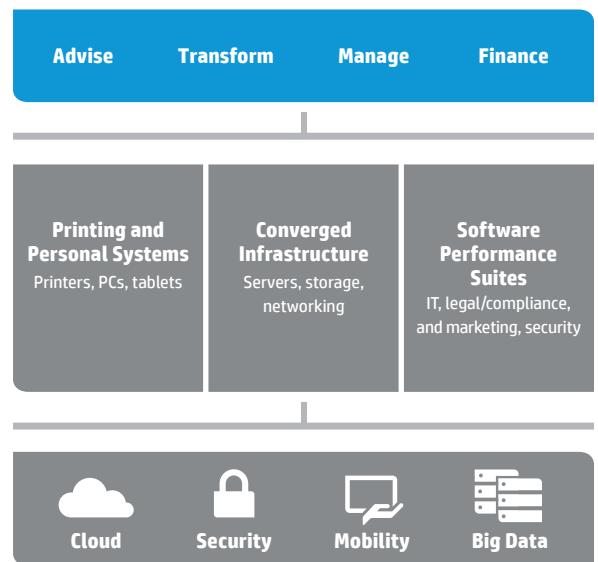 Advise Transform Manage Finance
Printing and
Personal Systems
Printers, PCs, tablets
Converged
Infrastructure
Servers, storage,
networking
Software
Performance
Suites
IT, legal/compliance,
and marketing, security
Cloud Security Mobility Big Data